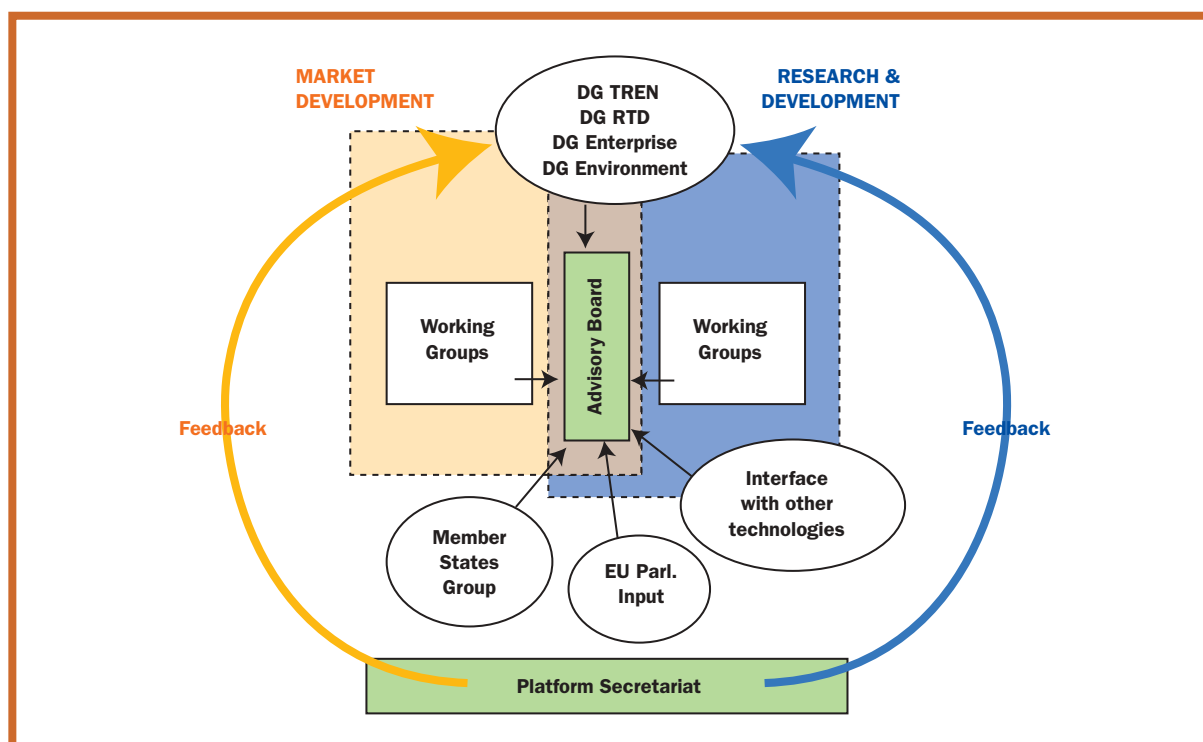 MARKET
DEVELOPMENT
RESEARCH &
DEVELOPMENT
DG TREN
DG RTD
DG Enterprise
DG Environment
Working
Groups
Advisory Board
Working
Groups
Feedback
Feedback
Member
States
Group
EU Parl.
Input
Interface
with other
technologies
Platform Secretariat